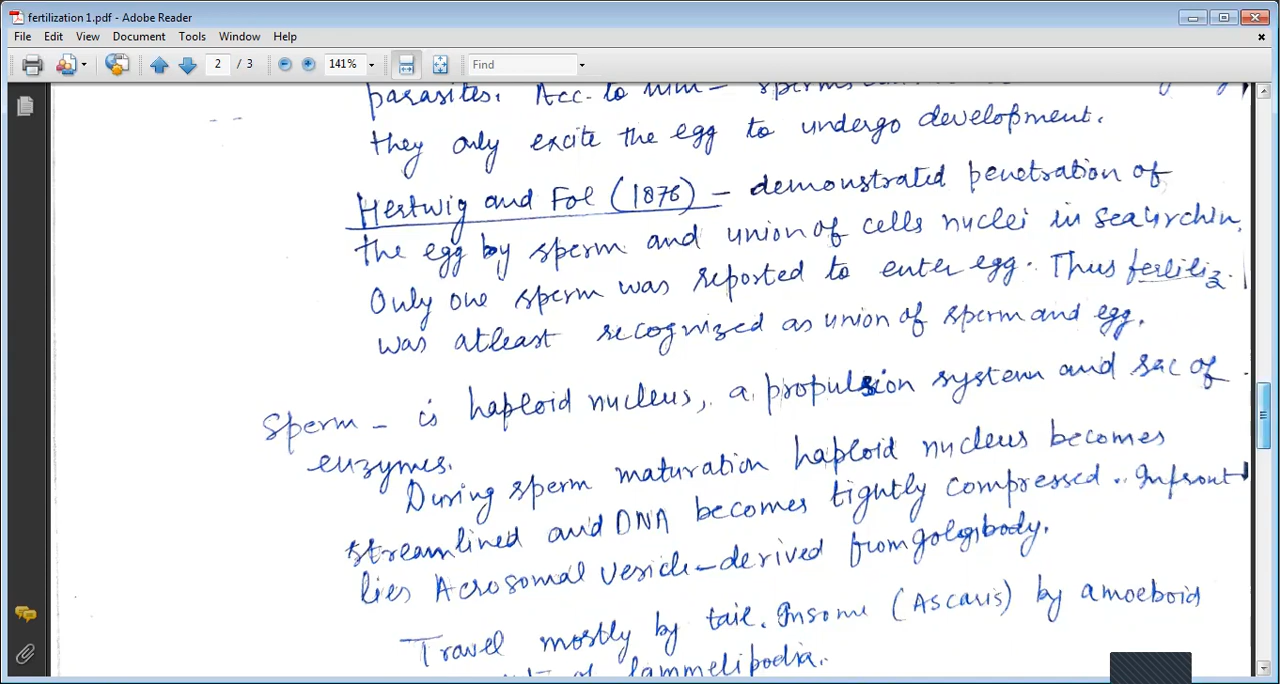 fertilization 1.pdf - Adobe Reader
File Edit View Document Tools Window Help
2 / 3 141% Find
parasites. Acc. to him - sperms
they only excite the egg to undergo development.
Hertwig and Fol (1876) - demonstrated penetration of
the egg by sperm and union of cells nuclei in seaurchin.
Only one sperm was reported to enter egg. Thus fertiliz.
was atleast recognized as union of sperm and egg.
Sperm - is haploid nucleus, a propulsion system and sac of
enzymes.
During sperm maturation haploid nucleus becomes
streamlined and DNA becomes tightly compressed. Infront
lies Acrosomal vesicle - derived from golgibody.
Travel mostly by tail. Insome (Ascaris) by amoeboid
of lammelipodia.